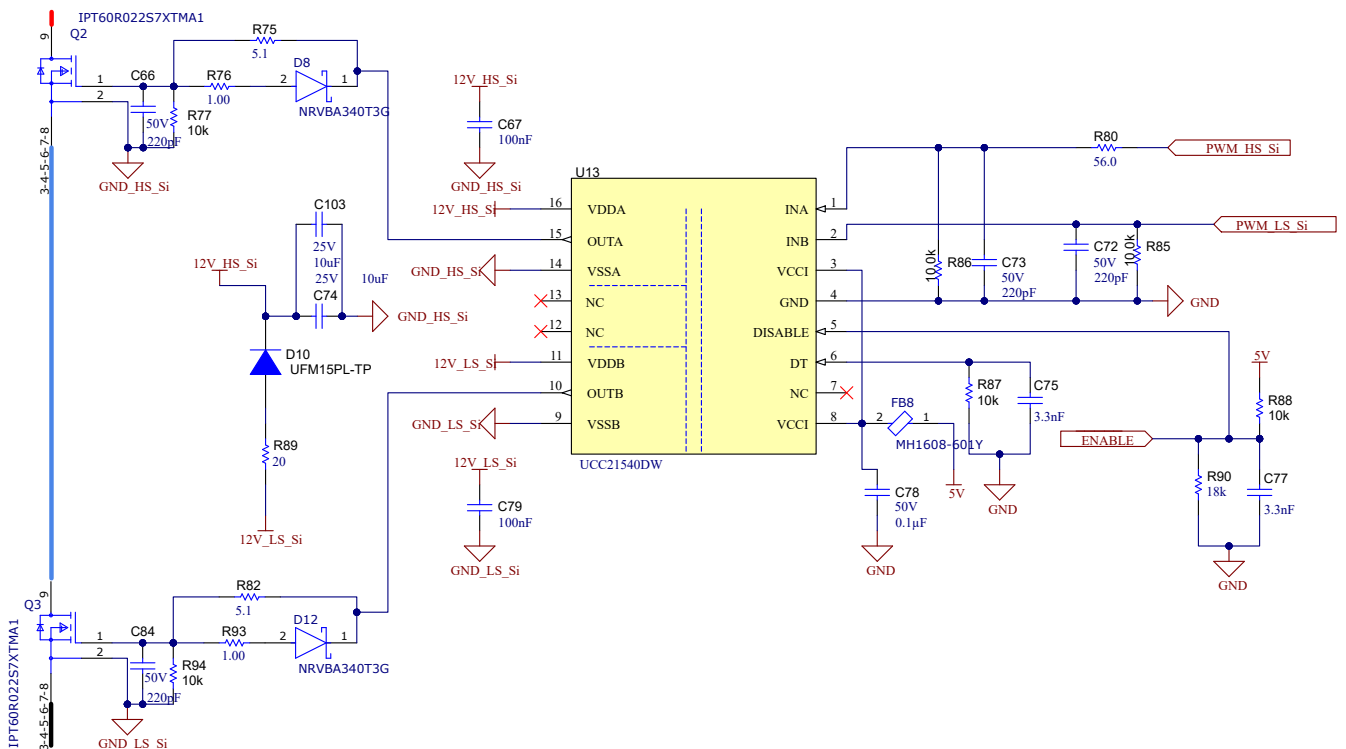 IPT60R022S7XTMA1
Q2
9
1
2
3-4-5-6-7-8
C66
50V
220pF
R77
10k
R75
5.1
R76
1.00
D8
2
1
NRVBA340T3G
GND_HS_Si
12V_HS_Si
C67
100nF
GND_HS_Si
C103
25V
10uF
25V
C74
10uF
12V_HS_Si
GND_HS_Si
D10
UFM15PL-TP
R89
20
12V_LS_Si
U13
12V_HS_Si
16
VDDA
15
OUTA
GND_HS_Si
14
VSSA
13
NC
12
NC
12V_LS_Si
11
VDDB
10
OUTB
GND_LS_Si
9
VSSB
INA
1
INB
2
VCCI
3
GND
4
DISABLE
5
DT
6
NC
7
VCCI
8
UCC21540DW
12V_LS_Si
C79
100nF
GND_LS_Si
R80
56.0
PWM_HS_Si
PWM_LS_Si
10.0k
R86
C73
50V
220pF
C72
50V
220pF
10.0k
R85
GND
R87
10k
C75
3.3nF
GND
FB8
2
1
MH1608-601Y
5V
C78
50V
0.1µF
GND
5V
R88
10k
ENABLE
R90
18k
C77
3.3nF
GND
Q3
IPT60R022S7XTMA1
9
1
2
3-4-5-6-7-8
C84
50V
220pF
R94
10k
R82
5.1
R93
1.00
D12
2
1
NRVBA340T3G
GND_LS_Si